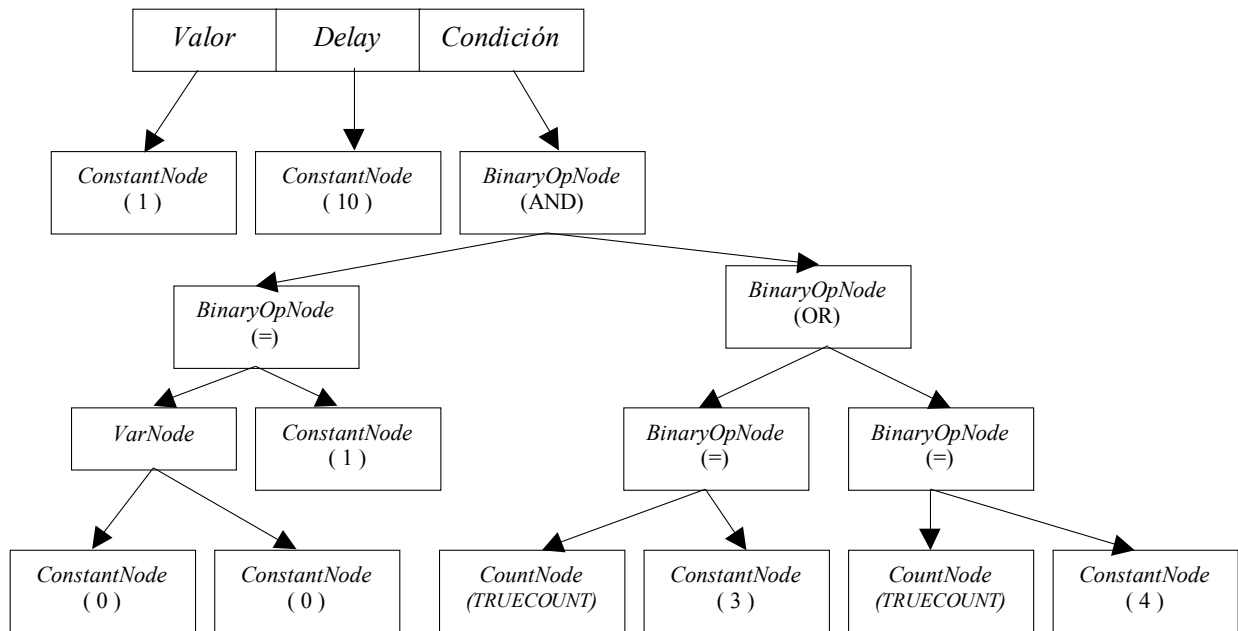 Valor Delay Condición
ConstantNode
( 1 )
ConstantNode
( 10 )
BinaryOpNode
(AND)
BinaryOpNode
(=)
BinaryOpNode
(OR)
VarNode
ConstantNode
( 1 )
BinaryOpNode
(=)
BinaryOpNode
(=)
ConstantNode
( 0 )
ConstantNode
( 0 )
CountNode
(TRUECOUNT)
ConstantNode
( 3 )
CountNode
(TRUECOUNT)
ConstantNode
( 4 )